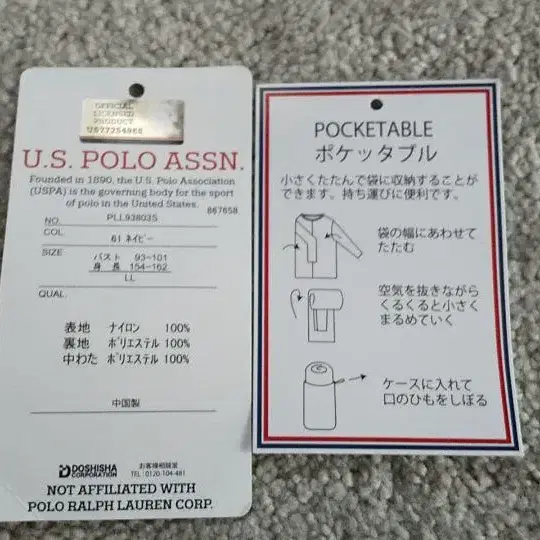 OFFICIAL
LICENSED
PRODUCT
U.S. POLO ASSN.
Founded in 1890, the U.S. Polo Association
(USPA) is the governing body for the sport
of polo in the United States.
867658
NO. PLL93803S
COL 61 ネイビー
SIZE バスト 93~101
身長 154~162
LL
QUAL.
表地 ナイロン 100%
裏地 ポリエステル 100%
中わた ポリエステル 100%
中国製
DOSHISHA
CORPORATION
お客様相談室
TEL:0120-104-481
NOT AFFILIATED WITH
POLO RALPH LAUREN CORP.
POCKETABLE
ポケッタブル
小さくたたんで袋に収納することが
できます。持ち運びに便利です。
袋の幅にあわせて
たたむ
空気を抜きながら
くるくると小さく
まるめていく
ケースに入れて
口のひもをしぼる